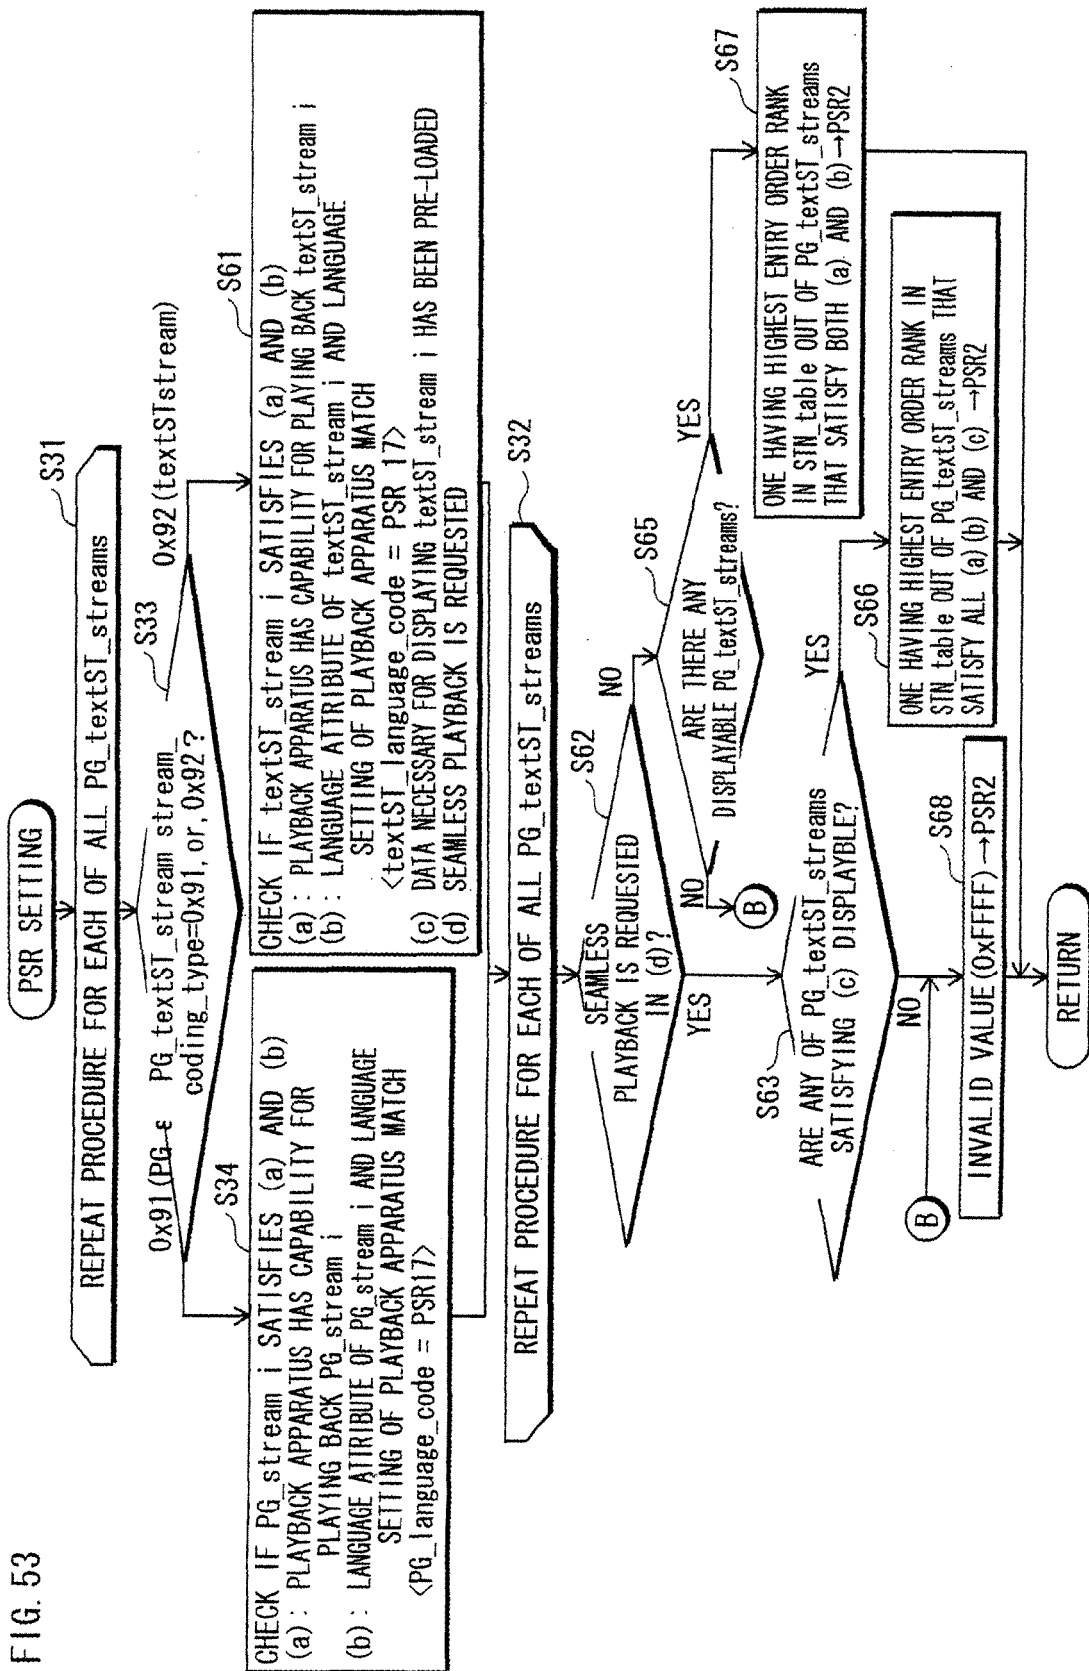 FIG. 53
PSR SETTING
S31
REPEAT PROCEDURE FOR EACH OF ALL PG_textST_streams
S33
PG_textST_stream stream_
coding_type=0x91, or, 0x92?
0x91(PG_s
0x92(textSTstream)
S34
CHECK IF PG_stream i SATISFIES (a) AND (b)
(a): PLAYBACK APPARATUS HAS CAPABILITY FOR
PLAYING BACK PG_stream i
(b): LANGUAGE ATTRIBUTE OF PG_stream i AND LANGUAGE
SETTING OF PLAYBACK APPARATUS MATCH
<PG_language_code = PSR17>
S61
CHECK IF textST_stream i SATISFIES (a) AND (b)
(a): PLAYBACK APPARATUS HAS CAPABILITY FOR PLAYING BACK textST_stream i
(b): LANGUAGE ATTRIBUTE OF textST_stream i AND LANGUAGE
SETTING OF PLAYBACK APPARATUS MATCH
<textST_language_code = PSR 17>
(c) DATA NECESSARY FOR DISPLAYING textST_stream i HAS BEEN PRE-LOADED
(d) SEAMLESS PLAYBACK IS REQUESTED
S32
REPEAT PROCEDURE FOR EACH OF ALL PG_textST_streams
S62
SEAMLESS
PLAYBACK IS REQUESTED
IN (d)?
NO
YES
S65
ARE THERE ANY
DISPLAYABLE PG_textST_streams?
NO
YES
B
S67
ONE HAVING HIGHEST ENTRY ORDER RANK
IN STN_table OUT OF PG_textST_streams
THAT SATISFY BOTH (a) AND (b)→PSR2
S63
ARE ANY OF PG_textST_streams
SATISFYING (c) DISPLAYBLE?
YES
NO
S66
ONE HAVING HIGHEST ENTRY ORDER RANK IN
STN_table OUT OF PG_textST_streams THAT
SATISFY ALL (a)(b) AND (c) →PSR2
B
S68
INVALID VALUE(0xFFFF)→PSR2
RETURN